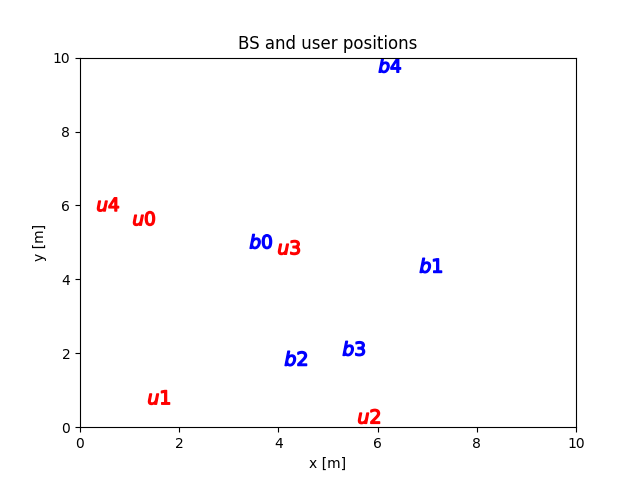 BS and user positions
10
b4
8
u4
6
u0
b0
u3
y [m]
b1
4
b3
2
b2
u1
u2
0
0 2 4 6 8 10
x [m]